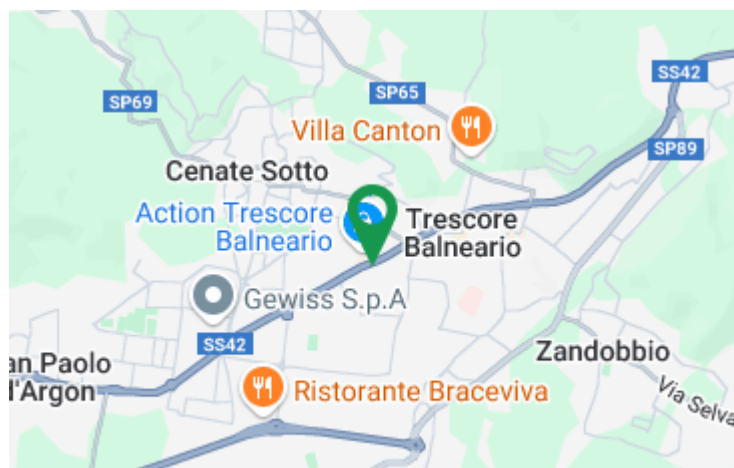 SS42
SP69
SP65
Villa Canton
SP89
Cenate Sotto
Action Trescore
Balneario
Trescore
Balneario
Gewiss S.p.A
SS42
an Paolo
d'Argon
Zandobbio
Ristorante Braceviva
Via Selva